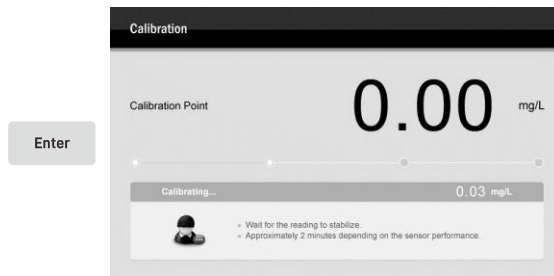 Calibration
Calibration Point
0.00 mg/L
Enter
Calibrating...
0.03 mg/L
Wait for the reading to stabilize.
Approximately 2 minutes depending on the sensor performance.